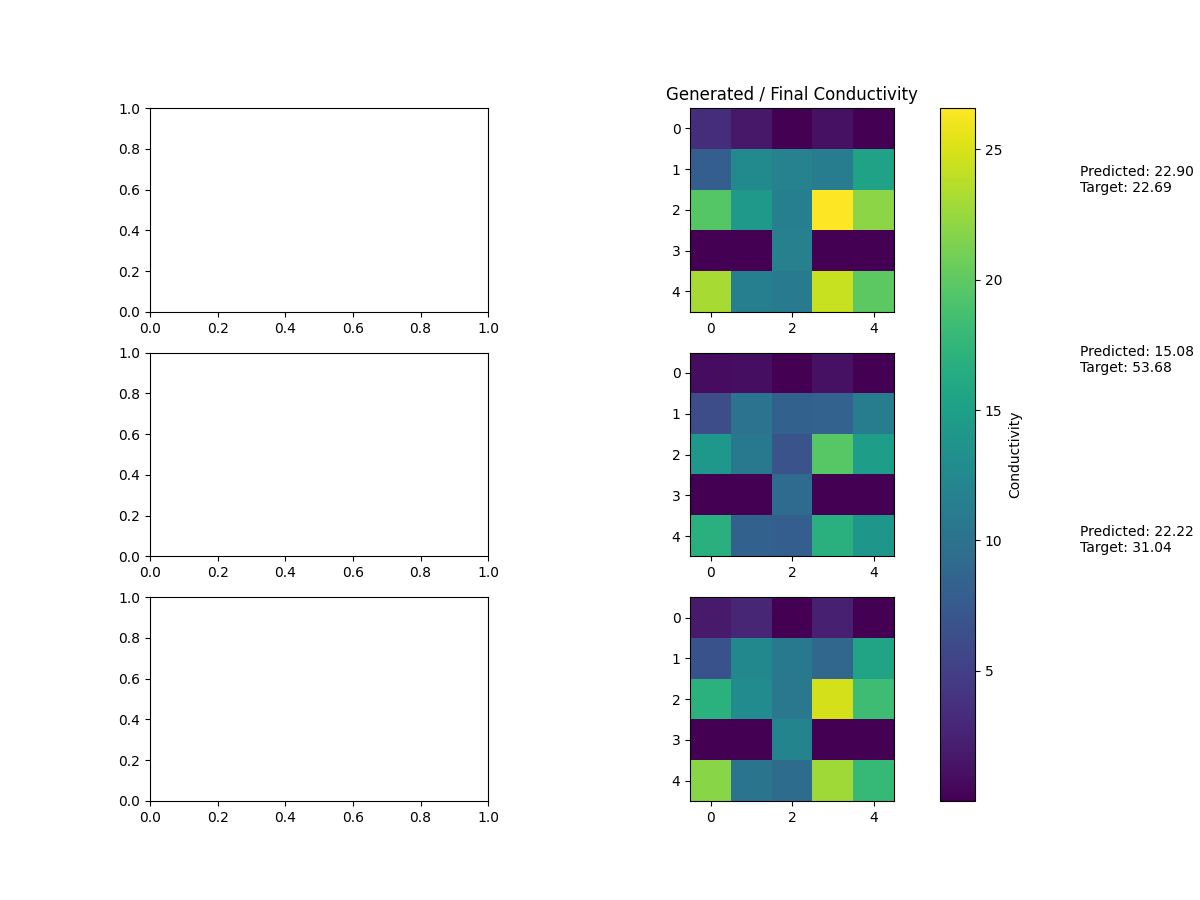 Generated / Final Conductivity
1.0
0.8
0.6
0.4
0.2
0.0
0.0 0.2 0.4 0.6 0.8 1.0
0
1
2
3
4
0 2 4
1.0
0.8
0.6
0.4
0.2
0.0
0.0 0.2 0.4 0.6 0.8 1.0
0
1
2
3
4
0 2 4
1.0
0.8
0.6
0.4
0.2
0.0
0.0 0.2 0.4 0.6 0.8 1.0
0
1
2
3
4
0 2 4
25
20
15
10
5
Conductivity
Predicted: 22.90
Target: 22.69
Predicted: 15.08
Target: 53.68
Predicted: 22.22
Target: 31.04